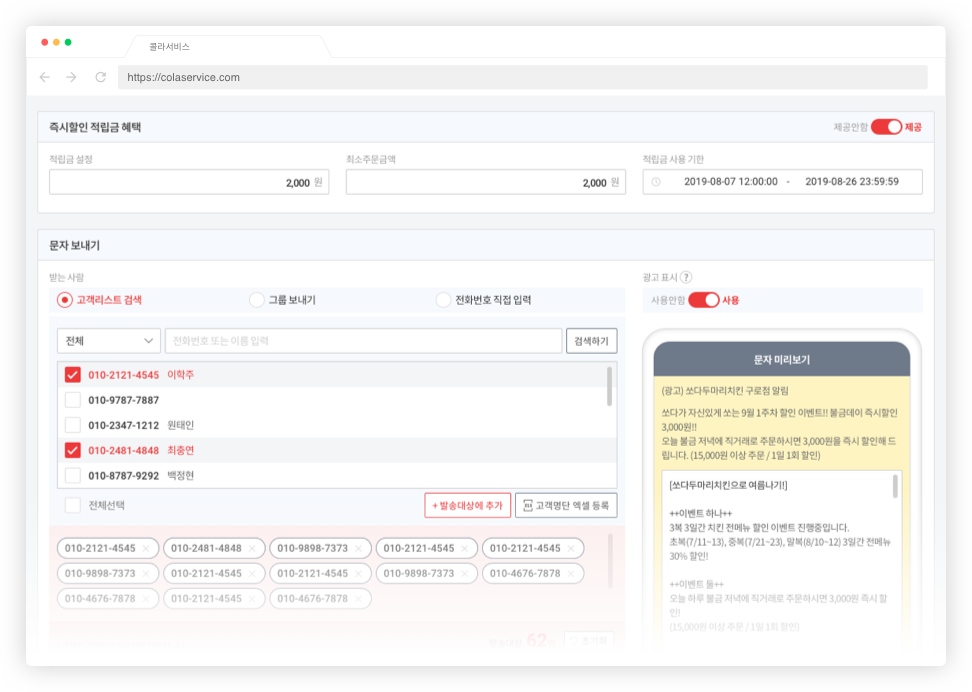 콜라서비스
https://colaservice.com
즉시할인 적립금 혜택
제공안함 제공
적립금 설정 최소주문금액 적립금 사용 기한
2,000 원 2,000 원 2019-08-07 12:00:00 - 2019-08-26 23:59:59
문자 보내기
받는 사람
고객리스트 검색 그룹 보내기 전화번호 직접 입력
전체 전화번호 또는 이름 입력 검색하기
010-2121-4545 이학주
010-9787-7887
010-2347-1212 원태인
010-2481-4848 최충연
010-8787-9292 백정현
전체선택 + 발송대상에 추가 고객명단 엑셀 등록
010-2121-4545 × 010-2481-4848 × 010-9898-7373 × 010-2121-4545 × 010-2121-4545 ×
010-9898-7373 × 010-2121-4545 × 010-2121-4545 × 010-9898-7373 × 010-4676-7878 ×
010-4676-7878 × 010-2121-4545 × 010-4676-7878 ×
62 초기화
광고 표시 ?
사용안함 사용
문자 미리보기
(광고) 쏘다두마리치킨 구로점 알림
쏘다가 자신있게 쏘는 9월 1주차 할인 이벤트!! 불금데이 즉시할인
3,000원!!
오늘 불금 저녁에 직거래로 주문하시면 3,000원을 즉시 할인해 드
립니다. (15,000원 이상 주문 / 1일 1회 할인)
[쏘다두마리치킨으로 여름나기!]
++이벤트 하나++
3복 3일간 치킨 전메뉴 할인 이벤트 진행중입니다.
초복(7/11~13), 중복(7/21~23), 말복(8/10~12) 3일간 전메뉴
30% 할인!
++이벤트 둘++
오늘 하루 불금 저녁에 직거래로 주문하시면 3,000원 즉시 할
인!
(15,000원 이상 주문 / 1일 1회 할인)